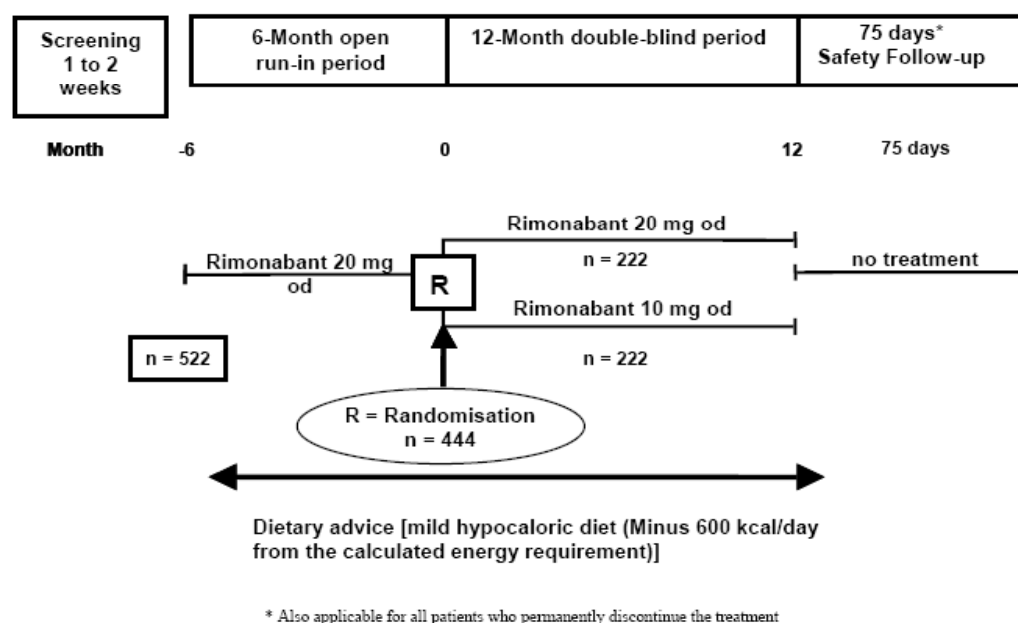 Screening
1 to 2
weeks
6-Month open
run-in period
12-Month double-blind period
75 days*
Safety Follow-up
Month
-6
0
12
75 days
Rimonabant 20 mg od
n = 222
Rimonabant 20 mg
od
R
no treatment
Rimonabant 10 mg od
n = 222
n = 522
R = Randomisation
n = 444
Dietary advice [mild hypocaloric diet (Minus 600 kcal/day
from the calculated energy requirement)]
* Also applicable for all patients who permanently discontinue the treatment